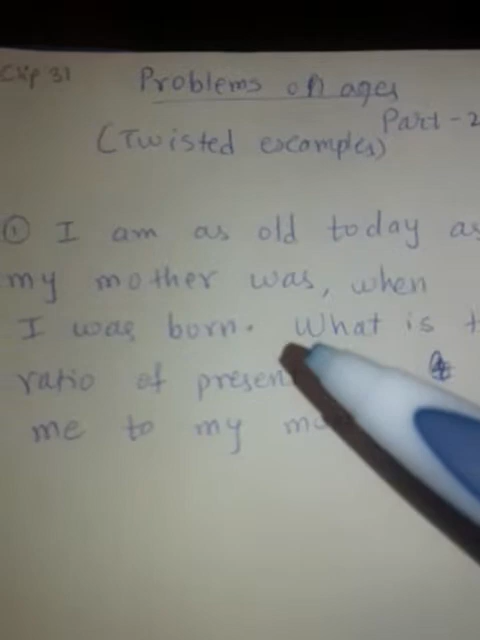 Clip 31
Problems on ages
Part-2
(Twisted examples)
① I am as old today as
my mother was, when
I was born. What is
ratio of
me to my